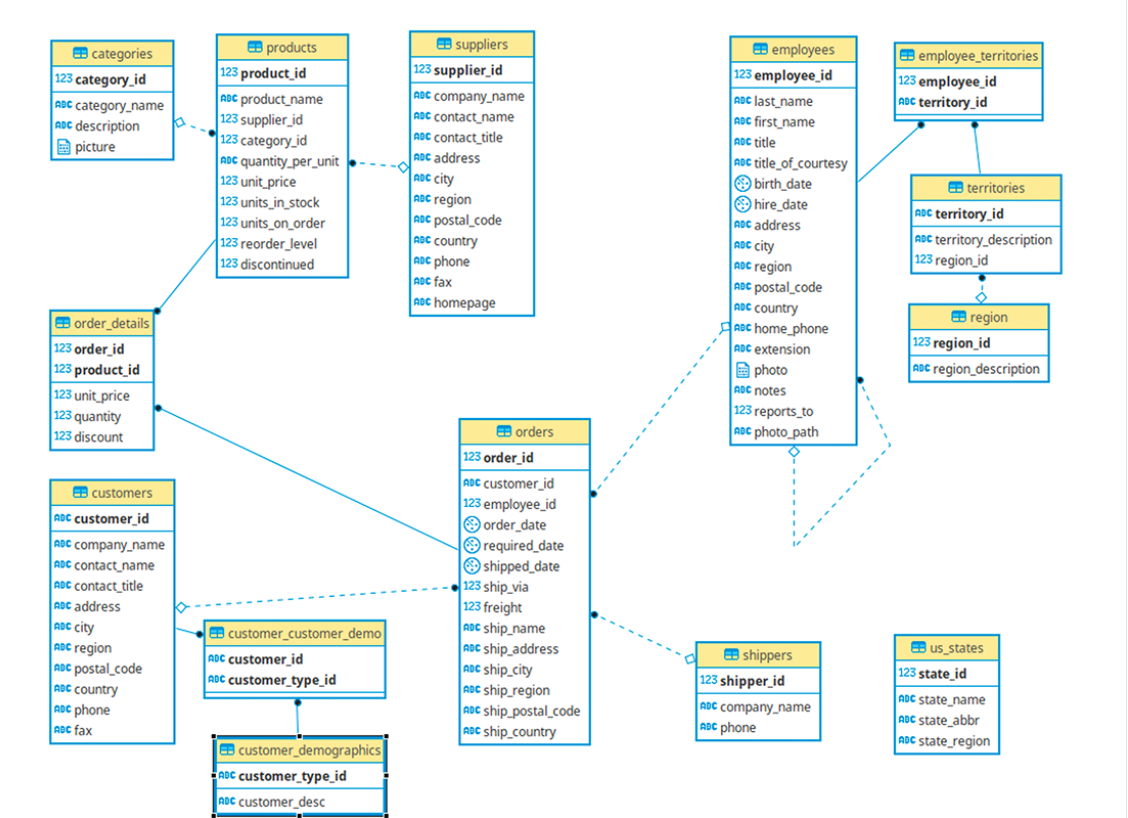 categories
123 category_id
ABC category_name
ABC description
picture
products
123 product_id
ABC product_name
123 supplier_id
123 category_id
ABC quantity_per_unit
123 unit_price
123 units_in_stock
123 units_on_order
123 reorder_level
123 discontinued
suppliers
123 supplier_id
ABC company_name
ABC contact_name
ABC contact_title
ABC address
ABC city
ABC region
ABC postal_code
ABC country
ABC phone
ABC fax
ABC homepage
employees
123 employee_id
ABC last_name
ABC first_name
ABC title
ABC title_of_courtesy
birth_date
hire_date
ABC address
ABC city
ABC region
ABC postal_code
ABC country
ABC home_phone
ABC extension
photo
ABC notes
123 reports_to
ABC photo_path
employee_territories
123 employee_id
ABC territory_id
territories
ABC territory_id
ABC territory_description
123 region_id
region
123 region_id
ABC region_description
order_details
123 order_id
123 product_id
123 unit_price
123 quantity
123 discount
orders
123 order_id
ABC customer_id
123 employee_id
order_date
required_date
shipped_date
123 ship_via
123 freight
ABC ship_name
ABC ship_address
ABC ship_city
ABC ship_region
ABC ship_postal_code
ABC ship_country
customers
ABC customer_id
ABC company_name
ABC contact_name
ABC contact_title
ABC address
ABC city
ABC region
ABC postal_code
ABC country
ABC phone
ABC fax
customer_customer_demo
ABC customer_id
ABC customer_type_id
customer_demographics
ABC customer_type_id
ABC customer_desc
shippers
123 shipper_id
ABC company_name
ABC phone
us_states
123 state_id
ABC state_name
ABC state_abbr
ABC state_region